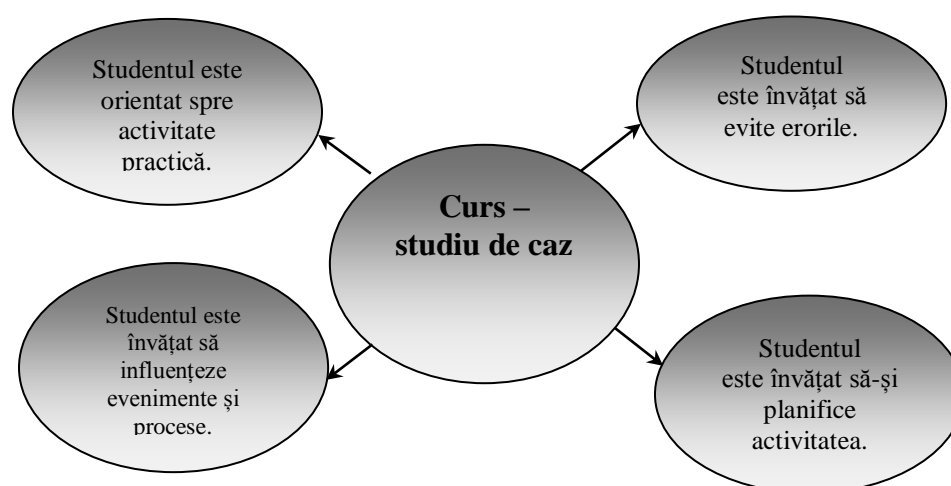 Studentul este
orientat spre
activitate
practică.
Studentul
este învățat să
evite erorile.
Curs –
studiu de caz
Studentul este
învățat să
influențeze
evenimente și
procese.
Studentul
este învățat să-și
planifice
activitatea.